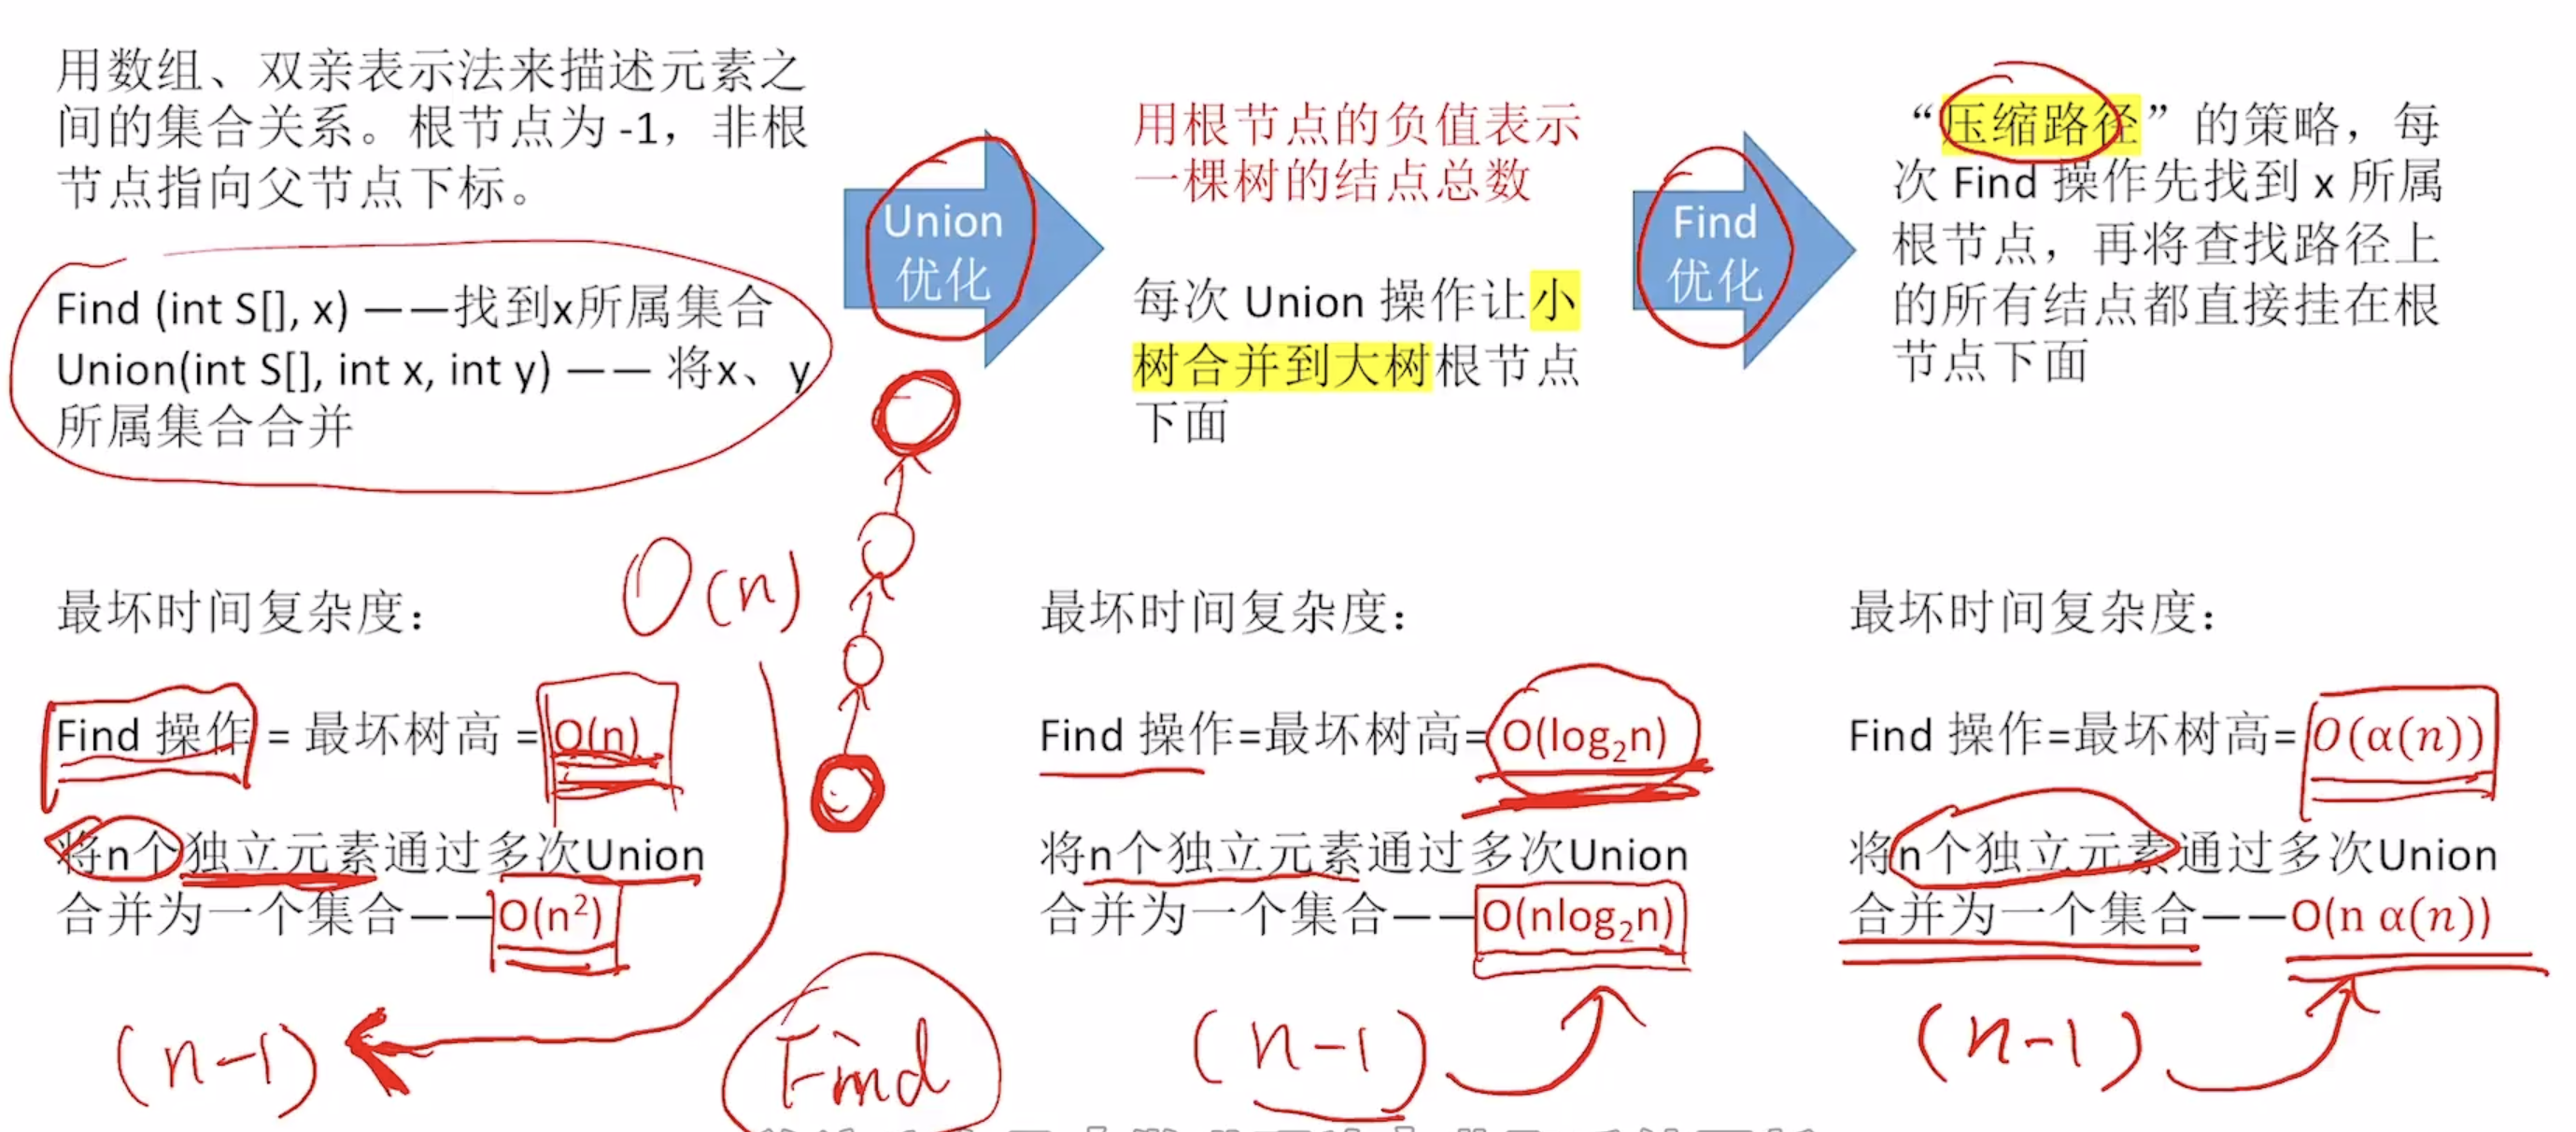 用数组、双亲表示法来描述元素之
间的集合关系。根节点为 -1，非根
节点指向父节点下标。
Find (int S[], x) ——找到x所属集合
Union(int S[], int x, int y) —— 将x、y
所属集合合并
Union
优化
用根节点的负值表示
一棵树的结点总数
每次 Union 操作让小
树合并到大树根节点
下面
Find
优化
“压缩路径”的策略，每
次 Find 操作先找到 x 所属
根节点，再将查找路径上
的所有结点都直接挂在根
节点下面
O(n)
最坏时间复杂度：
Find 操作 = 最坏树高 = O(n)
将n个独立元素通过多次Union
合并为一个集合——O(n²)
(n-1)
Find
最坏时间复杂度：
Find 操作=最坏树高=O(log₂n)
将n个独立元素通过多次Union
合并为一个集合——O(nlog₂n)
(n-1)
最坏时间复杂度：
Find 操作=最坏树高=O(α(n))
将n个独立元素通过多次Union
合并为一个集合——O(n α(n))
(n-1)